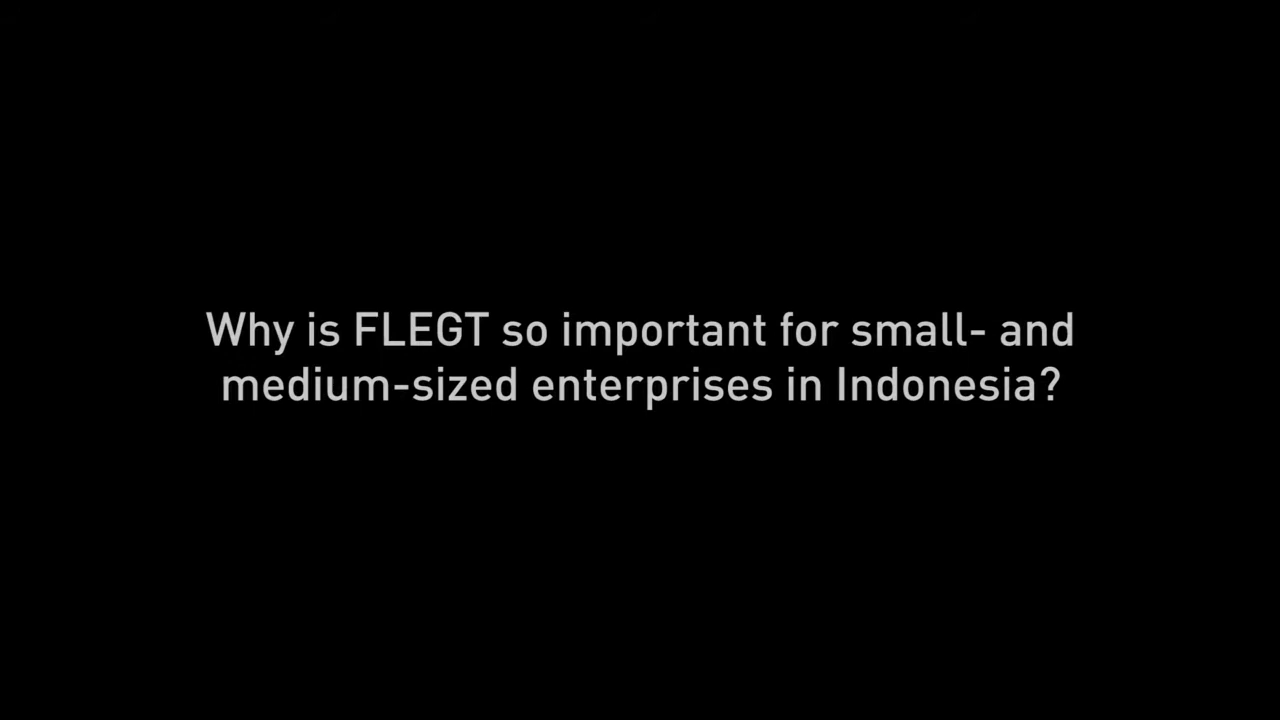 Why is FLEGT so important for small- and
medium-sized enterprises in Indonesia?